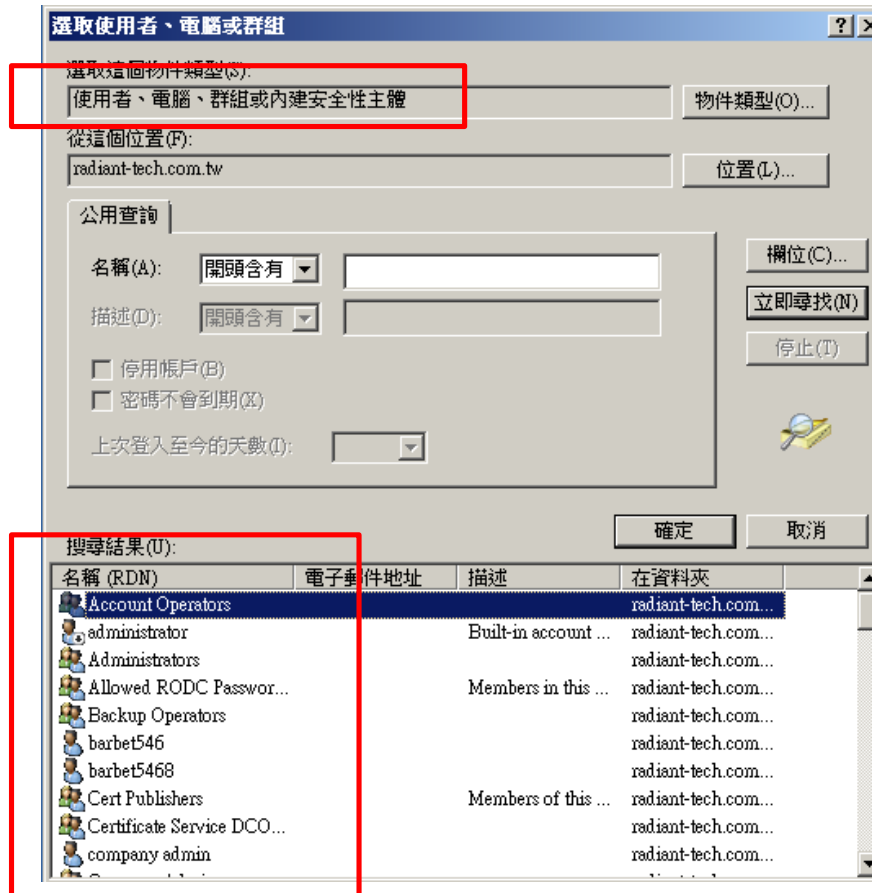 選取使用者、電腦或群組
選取這個物件類型(S):
使用者、電腦、群組或內建安全性主體
物件類型(O)...
從這個位置(F):
radiant-tech.com.tw
位置(L)...
公用查詢
名稱(A): 開頭含有
欄位(C)...
立即尋找(N)
描述(D): 開頭含有
停止(T)
停用帳戶(B)
密碼不會到期(X)
上次登入至今的天數(I):
確定 取消
搜尋結果(U):
名稱 (RDN) 電子郵件地址 描述 在資料夾
Account Operators radiant-tech.com...
administrator Built-in account ... radiant-tech.com...
Administrators radiant-tech.com...
Allowed RODC Passwor... Members in this ... radiant-tech.com...
Backup Operators radiant-tech.com...
barbet546 radiant-tech.com...
barbet5468 radiant-tech.com...
Cert Publishers Members of this ... radiant-tech.com...
Certificate Service DCO... radiant-tech.com...
company admin radiant-tech.com...